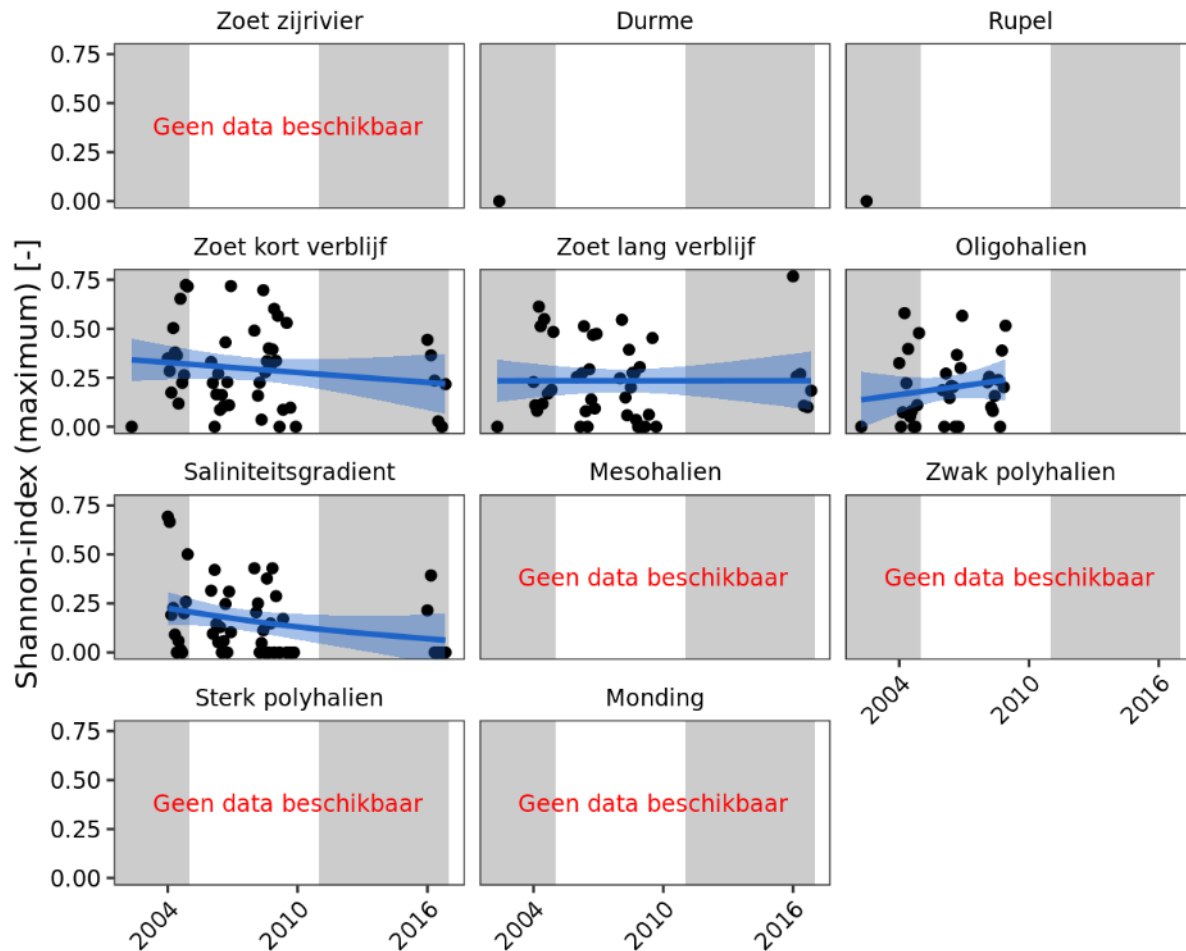 Zoet zijrivier Durme Rupel
0.75
0.50
0.25
0.00
Geen data beschikbaar
Shannon-index (maximum) [-]
Zoet kort verblijf Zoet lang verblijf Oligohalien
0.75
0.50
0.25
0.00
Saliniteitsgradient Mesohalien Zwak polyhalien
0.75
0.50
0.25
0.00
Geen data beschikbaar Geen data beschikbaar
2004 2010 2016
Sterk polyhalien Monding
0.75
0.50
0.25
0.00
Geen data beschikbaar Geen data beschikbaar
2004 2010 2016 2004 2010 2016